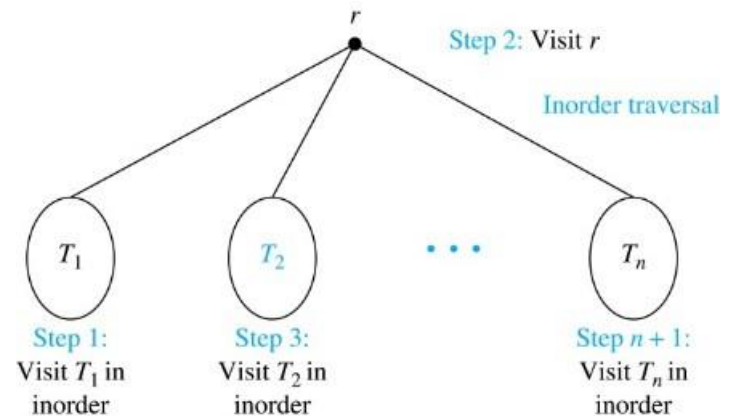 r
Step 2: Visit r
Inorder traversal
T₁
T₂
. . .
Tₙ
Step 1:
Visit T₁ in
inorder
Step 3:
Visit T₂ in
inorder
Step n + 1:
Visit Tₙ in
inorder